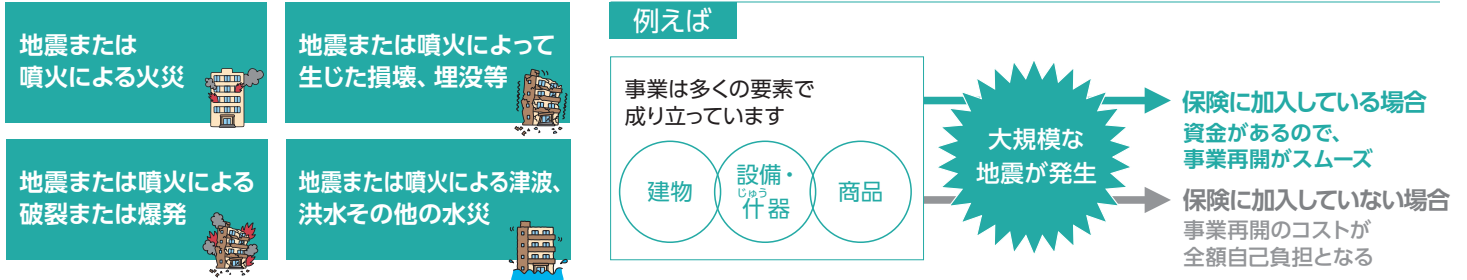 地震または
噴火による火災
地震または噴火によって
生じた損壊、埋没等
地震または噴火による
破裂または爆発
地震または噴火による津波、
洪水その他の水災
例えば
事業は多くの要素で
成り立っています
建物
設備・
じゅう
什器
商品
大規模な
地震が発生
保険に加入している場合
資金があるので、
事業再開がスムーズ
保険に加入していない場合
事業再開のコストが
全額自己負担となる